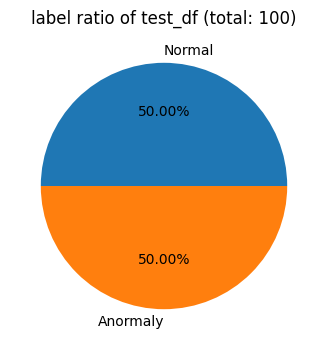 label ratio of test_df (total: 100)
Normal
50.00%
50.00%
Anormaly